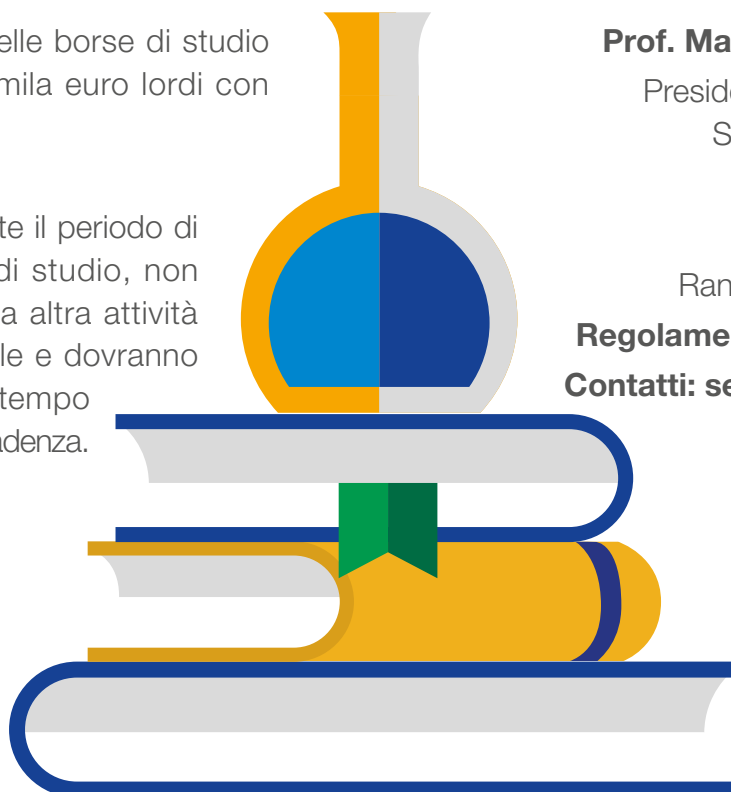 elle borse di studio
mila euro lordi con
te il periodo di
di studio, non
a altra attività
le e dovranno
tempo
adenza.
Prof. Ma
Preside
S
Ran
Regolame
Contatti: se